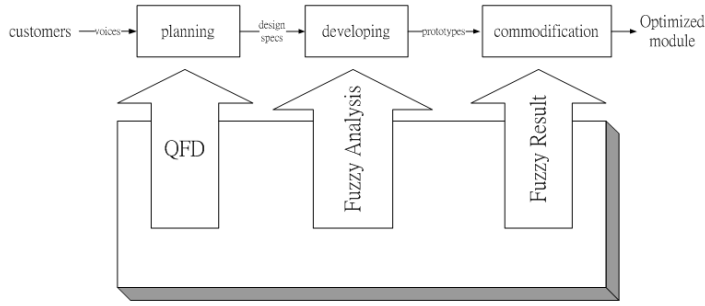 customers
voices
planning
design
specs
developing
prototypes
commodification
Optimized
module
QFD
Fuzzy Analysis
Fuzzy Result